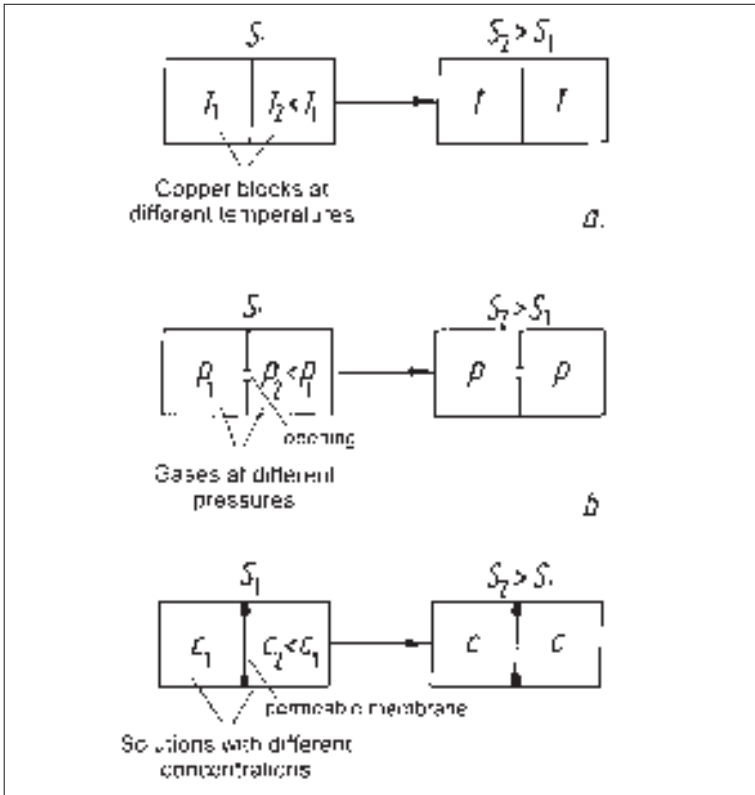 S₁ S₂ > S₁
T₁ T₂ < T₁ T T
Copper blocks at
different temperatures
a.
S₁ S₂ > S₁
p₁ p₂ < p₁ p p
opening
Gases at different
pressures
b
S₁ S₂ > S₁
c₁ c₂ < c₁ c c
permeable membrane
Solutions with different
concentrations